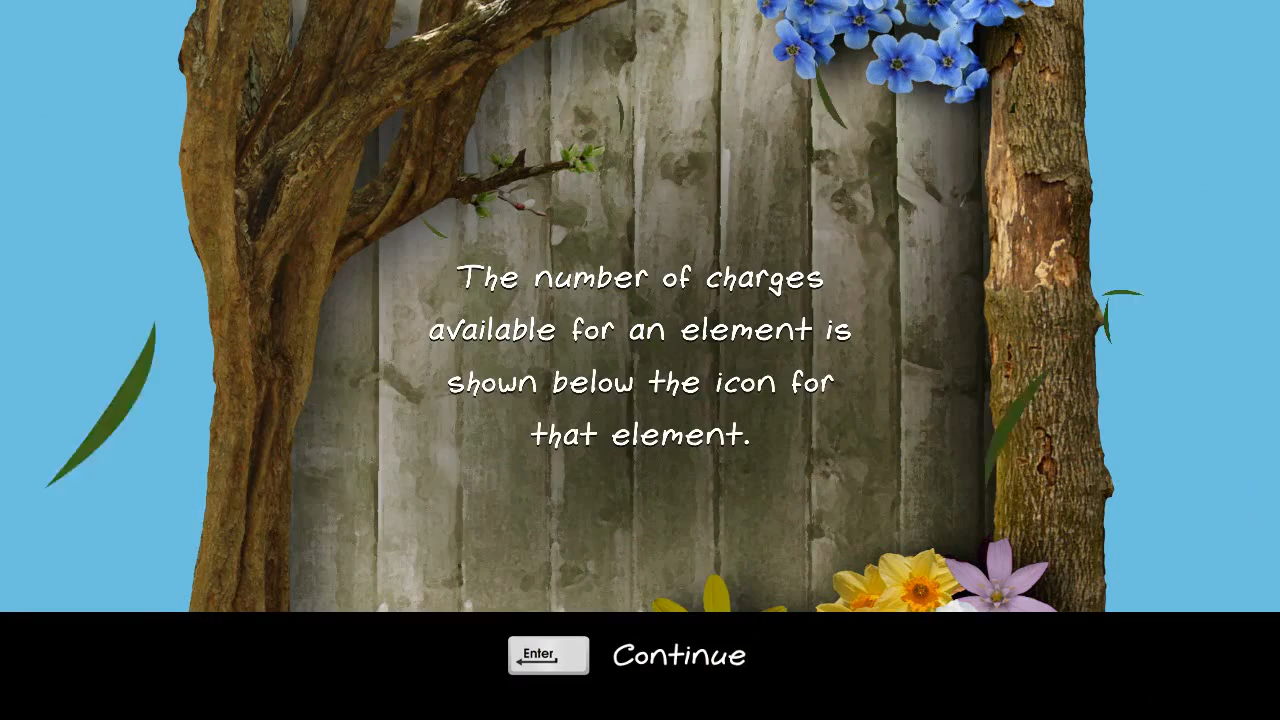 The number of charges
available for an element is
shown below the icon for
that element.
Enter Continue